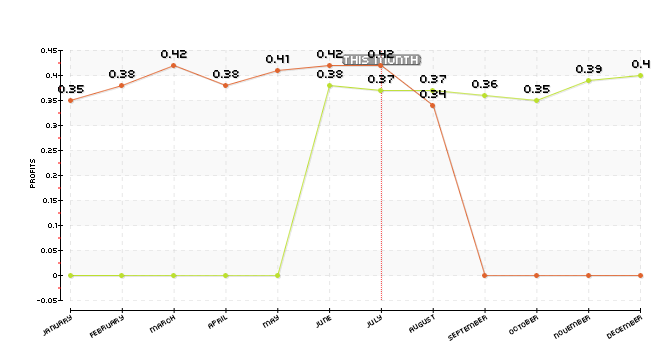 0.45
0.4
0.35
0.3
0.25
0.2
0.15
0.1
0.05
0
-0.05
PROFITS
THIS MONTH
0.35
0.38
0.42
0.38
0.41
0.42
0.42
0.34
0.38
0.37
0.37
0.36
0.35
0.39
0.4
JANUARY
FEBRUARY
MARCH
APRIL
MAY
JUNE
JULY
AUGUST
SEPTEMBER
OCTOBER
NOVEMBER
DECEMBER